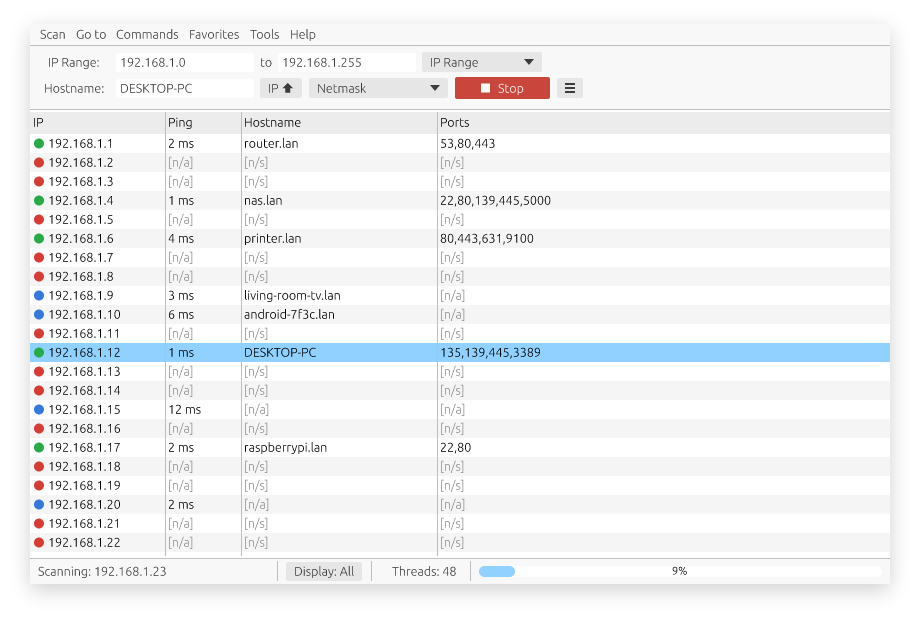 Scan Go to Commands Favorites Tools Help
IP Range: 192.168.1.0 to 192.168.1.255 IP Range
Hostname: DESKTOP-PC IP Netmask Stop
IP Ping Hostname Ports
192.168.1.1 2 ms router.lan 53,80,443
192.168.1.2 [n/a] [n/s] [n/s]
192.168.1.3 [n/a] [n/s] [n/s]
192.168.1.4 1 ms nas.lan 22,80,139,445,5000
192.168.1.5 [n/a] [n/s] [n/s]
192.168.1.6 4 ms printer.lan 80,443,631,9100
192.168.1.7 [n/a] [n/s] [n/s]
192.168.1.8 [n/a] [n/s] [n/s]
192.168.1.9 3 ms living-room-tv.lan [n/a]
192.168.1.10 6 ms android-7f3c.lan [n/a]
192.168.1.11 [n/a] [n/s] [n/s]
192.168.1.12 1 ms DESKTOP-PC 135,139,445,3389
192.168.1.13 [n/a] [n/s] [n/s]
192.168.1.14 [n/a] [n/s] [n/s]
192.168.1.15 12 ms [n/a] [n/a]
192.168.1.16 [n/a] [n/s] [n/s]
192.168.1.17 2 ms raspberrypi.lan 22,80
192.168.1.18 [n/a] [n/s] [n/s]
192.168.1.19 [n/a] [n/s] [n/s]
192.168.1.20 2 ms [n/a] [n/a]
192.168.1.21 [n/a] [n/s] [n/s]
192.168.1.22 [n/a] [n/s] [n/s]
Scanning: 192.168.1.23 Display: All Threads: 48 9%